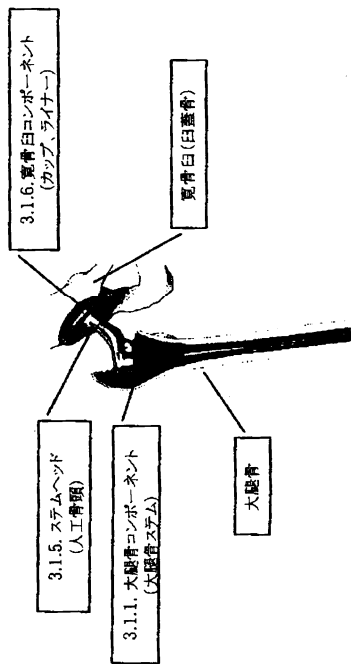 3.1.6. 寛骨臼コンポーネント
(カップ、ライナー)
寛骨臼(臼蓋骨)
3.1.5. ステムヘッド
(人工骨頭)
3.1.1. 大腿骨コンポーネント
(大腿骨ステム)
大腿骨